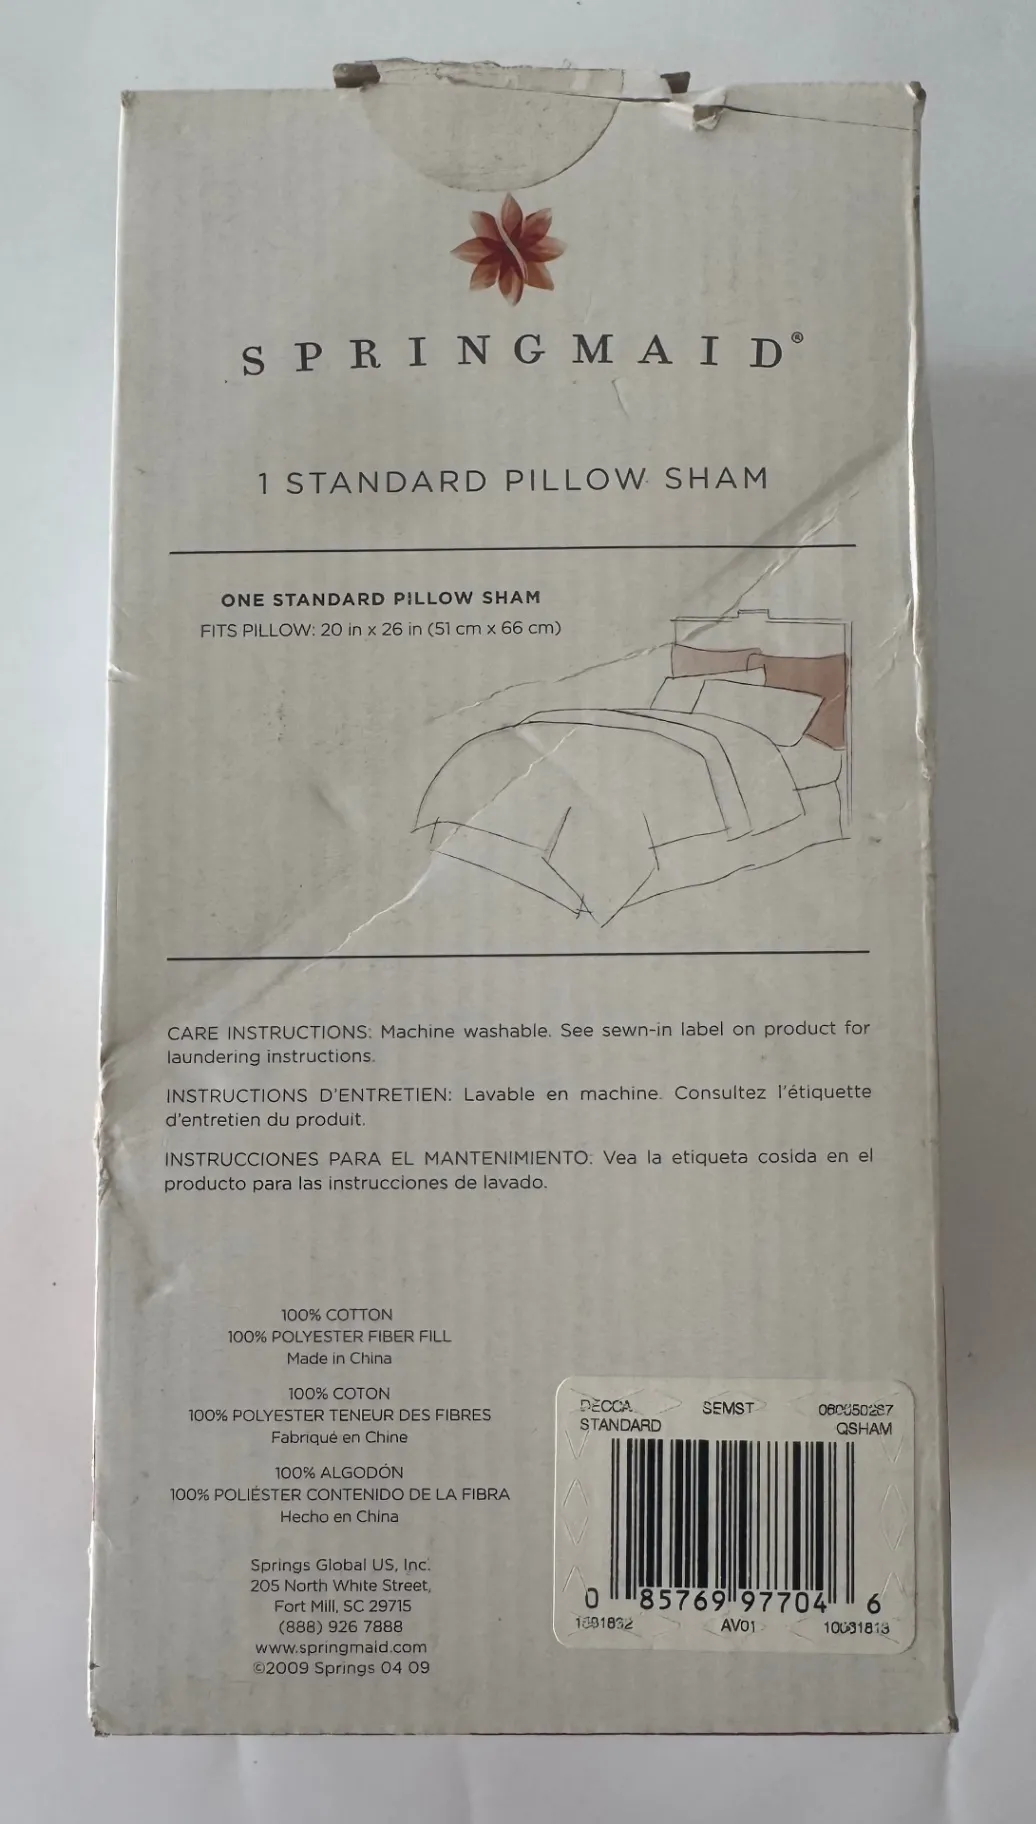 SPRINGMAID®
1 STANDARD PILLOW SHAM
ONE STANDARD PILLOW SHAM
FITS PILLOW: 20 in x 26 in (51 cm x 66 cm)
CARE INSTRUCTIONS: Machine washable. See sewn-in label on product for
laundering instructions.
INSTRUCTIONS D'ENTRETIEN: Lavable en machine. Consultez l'étiquette
d'entretien du produit.
INSTRUCCIONES PARA EL MANTENIMIENTO: Vea la etiqueta cosida en el
producto para las instrucciones de lavado.
100% COTTON
100% POLYESTER FIBER FILL
Made in China
100% COTON
100% POLYESTER TENEUR DES FIBRES
Fabriqué en Chine
100% ALGODÓN
100% POLIÉSTER CONTENIDO DE LA FIBRA
Hecho en China
Springs Global US, Inc.
205 North White Street,
Fort Mill, SC 29715
(888) 926 7888
www.springmaid.com
©2009 Springs 04 09
DECCA SEMST
STANDARD QSHAM
0 85769 97704 6
AV01